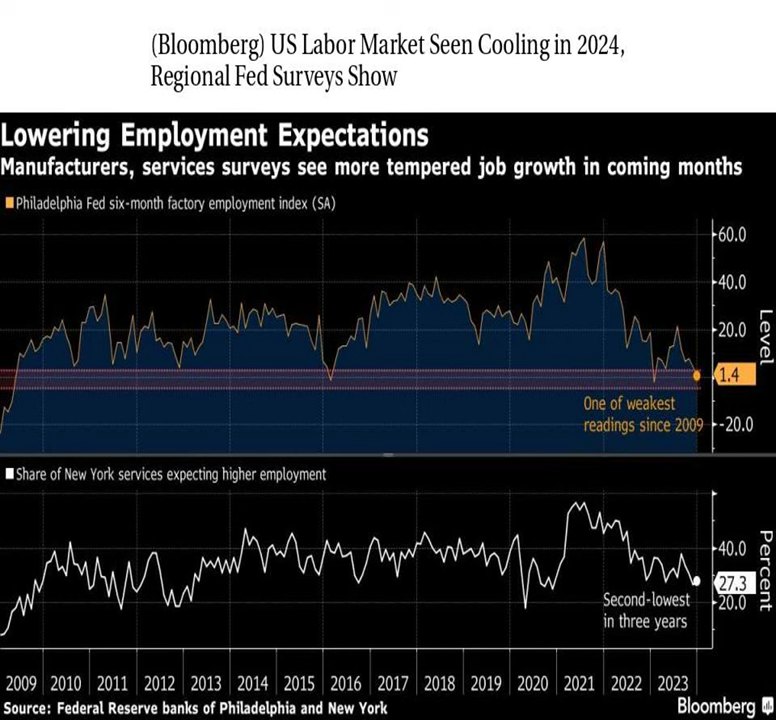 (Bloomberg) US Labor Market Seen Cooling in 2024,
Regional Fed Surveys Show
Lowering Employment Expectations
Manufacturers, services surveys see more tempered job growth in coming months
Philadelphia Fed six-month factory employment index (SA)
60.0
40.0
20.0
Level
1.4
One of weakest
readings since 2009
-20.0
Share of New York services expecting higher employment
40.0
Percent
27.3
20.0
Second-lowest
in three years
2009 2010 2011 2012 2013 2014 2015 2016 2017 2018 2019 2020 2021 2022 2023
Source: Federal Reserve banks of Philadelphia and New York
Bloomberg